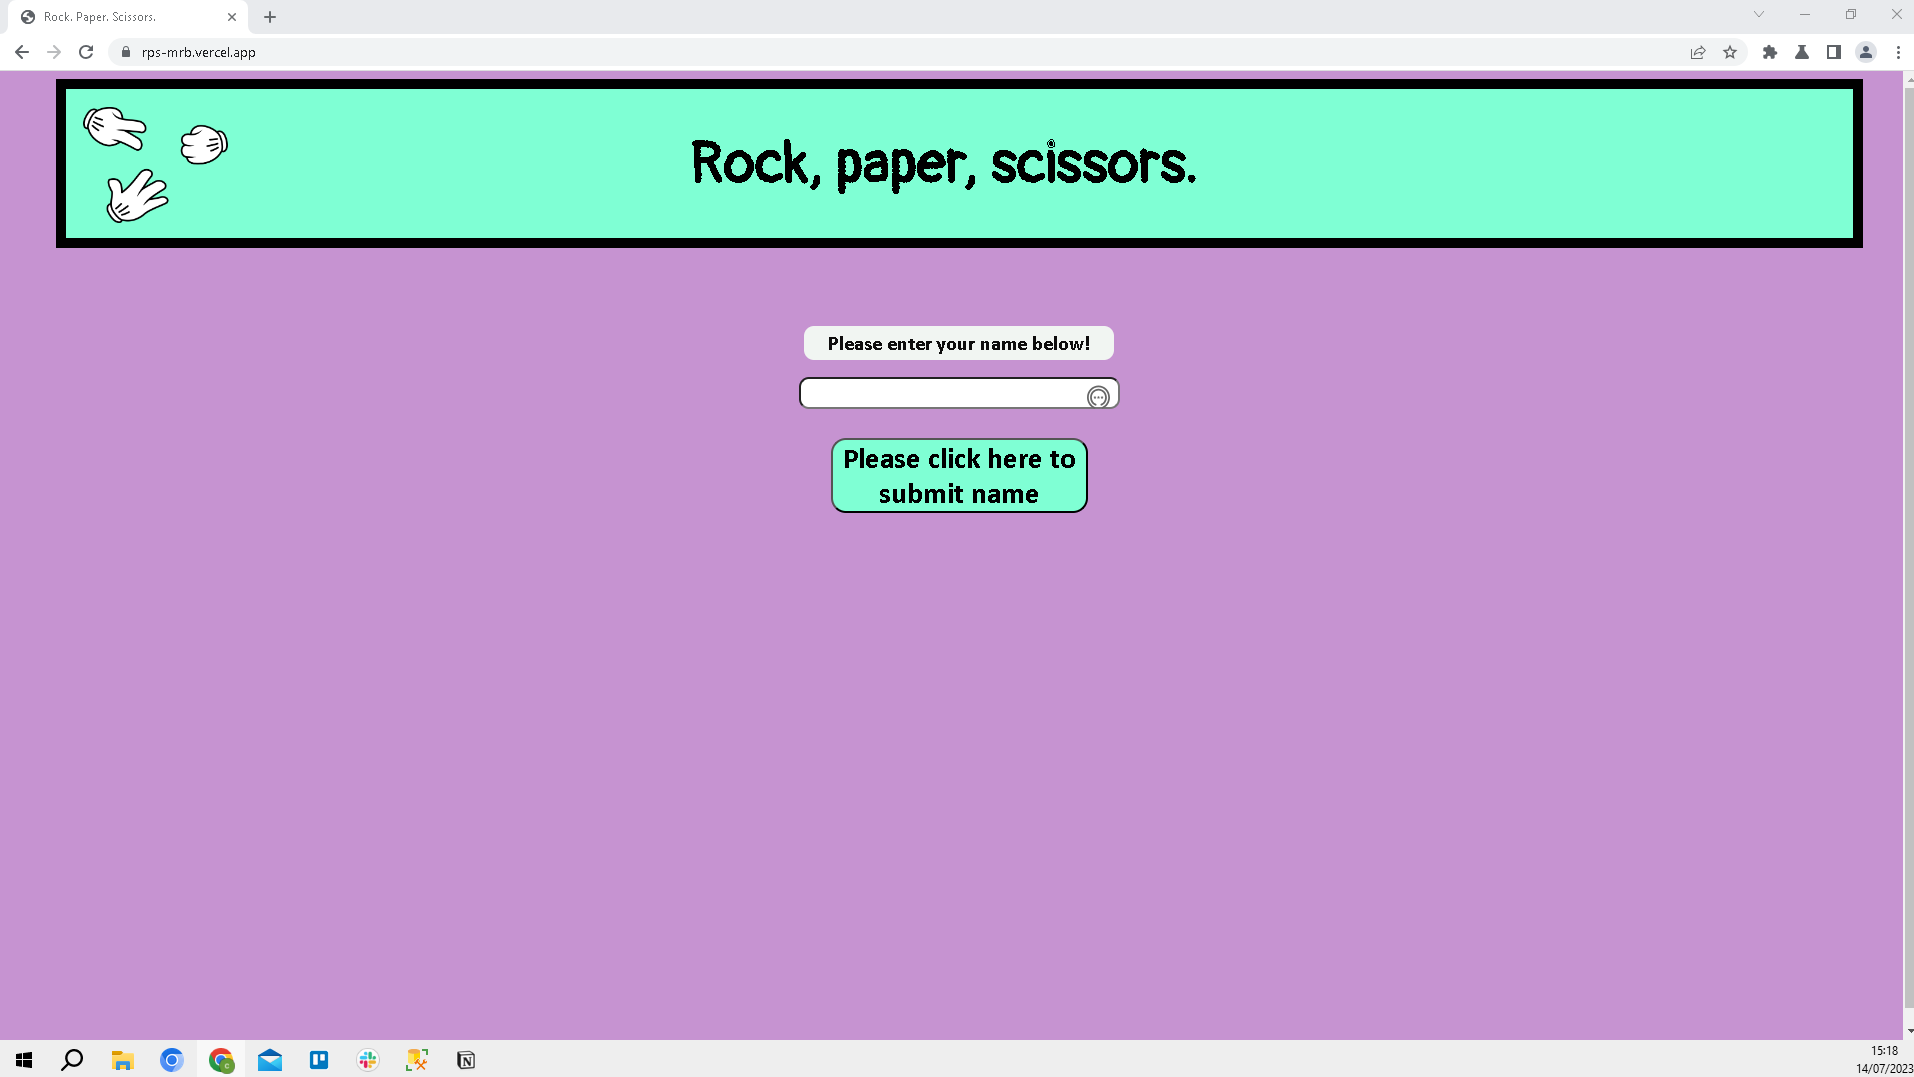 Rock. Paper. Scissors.
rps-mrb.vercel.app
Rock, paper, scissors.
Please enter your name below!
Please click here to
submit name
C
N
15:18
14/07/2023